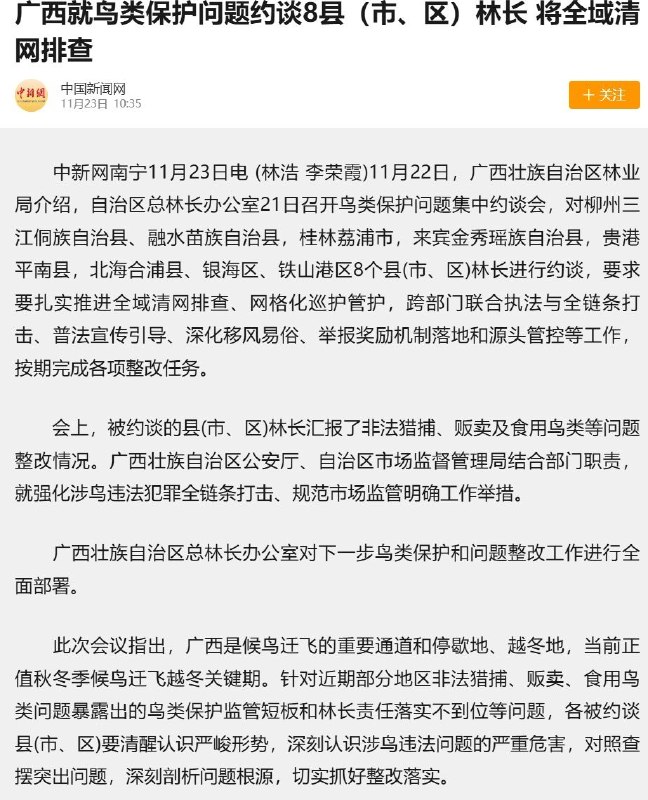 广西就鸟类保护问题约谈8县（市、区）林长 将全域清
网排查
中新网
中国新闻网
11月23日 10:35
＋ 关注
中新网南宁11月23日电 (林浩 李荣霞)11月22日，广西壮族自治区林业
局介绍，自治区总林长办公室21日召开鸟类保护问题集中约谈会，对柳州三
江侗族自治县、融水苗族自治县，桂林荔浦市，来宾金秀瑶族自治县，贵港
平南县，北海合浦县、银海区、铁山港区8个县(市、区)林长进行约谈，要求
要扎实推进全域清网排查、网格化巡护管护，跨部门联合执法与全链条打
击、普法宣传引导、深化移风易俗、举报奖励机制落地和源头管控等工作，
按期完成各项整改任务。
会上，被约谈的县(市、区)林长汇报了非法猎捕、贩卖及食用鸟类等问题
整改情况。广西壮族自治区公安厅、自治区市场监督管理局结合部门职责，
就强化涉鸟违法犯罪全链条打击、规范市场监管明确工作举措。
广西壮族自治区总林长办公室对下一步鸟类保护和问题整改工作进行全
面部署。
此次会议指出，广西是候鸟迁飞的重要通道和停歇地、越冬地，当前正
值秋冬季候鸟迁飞越冬关键期。针对近期部分地区非法猎捕、贩卖、食用鸟
类问题暴露出的鸟类保护监管短板和林长责任落实不到位等问题，各被约谈
县(市、区)要清醒认识严峻形势，深刻认识涉鸟违法问题的严重危害，对照查
摆突出问题，深刻剖析问题根源，切实抓好整改落实。